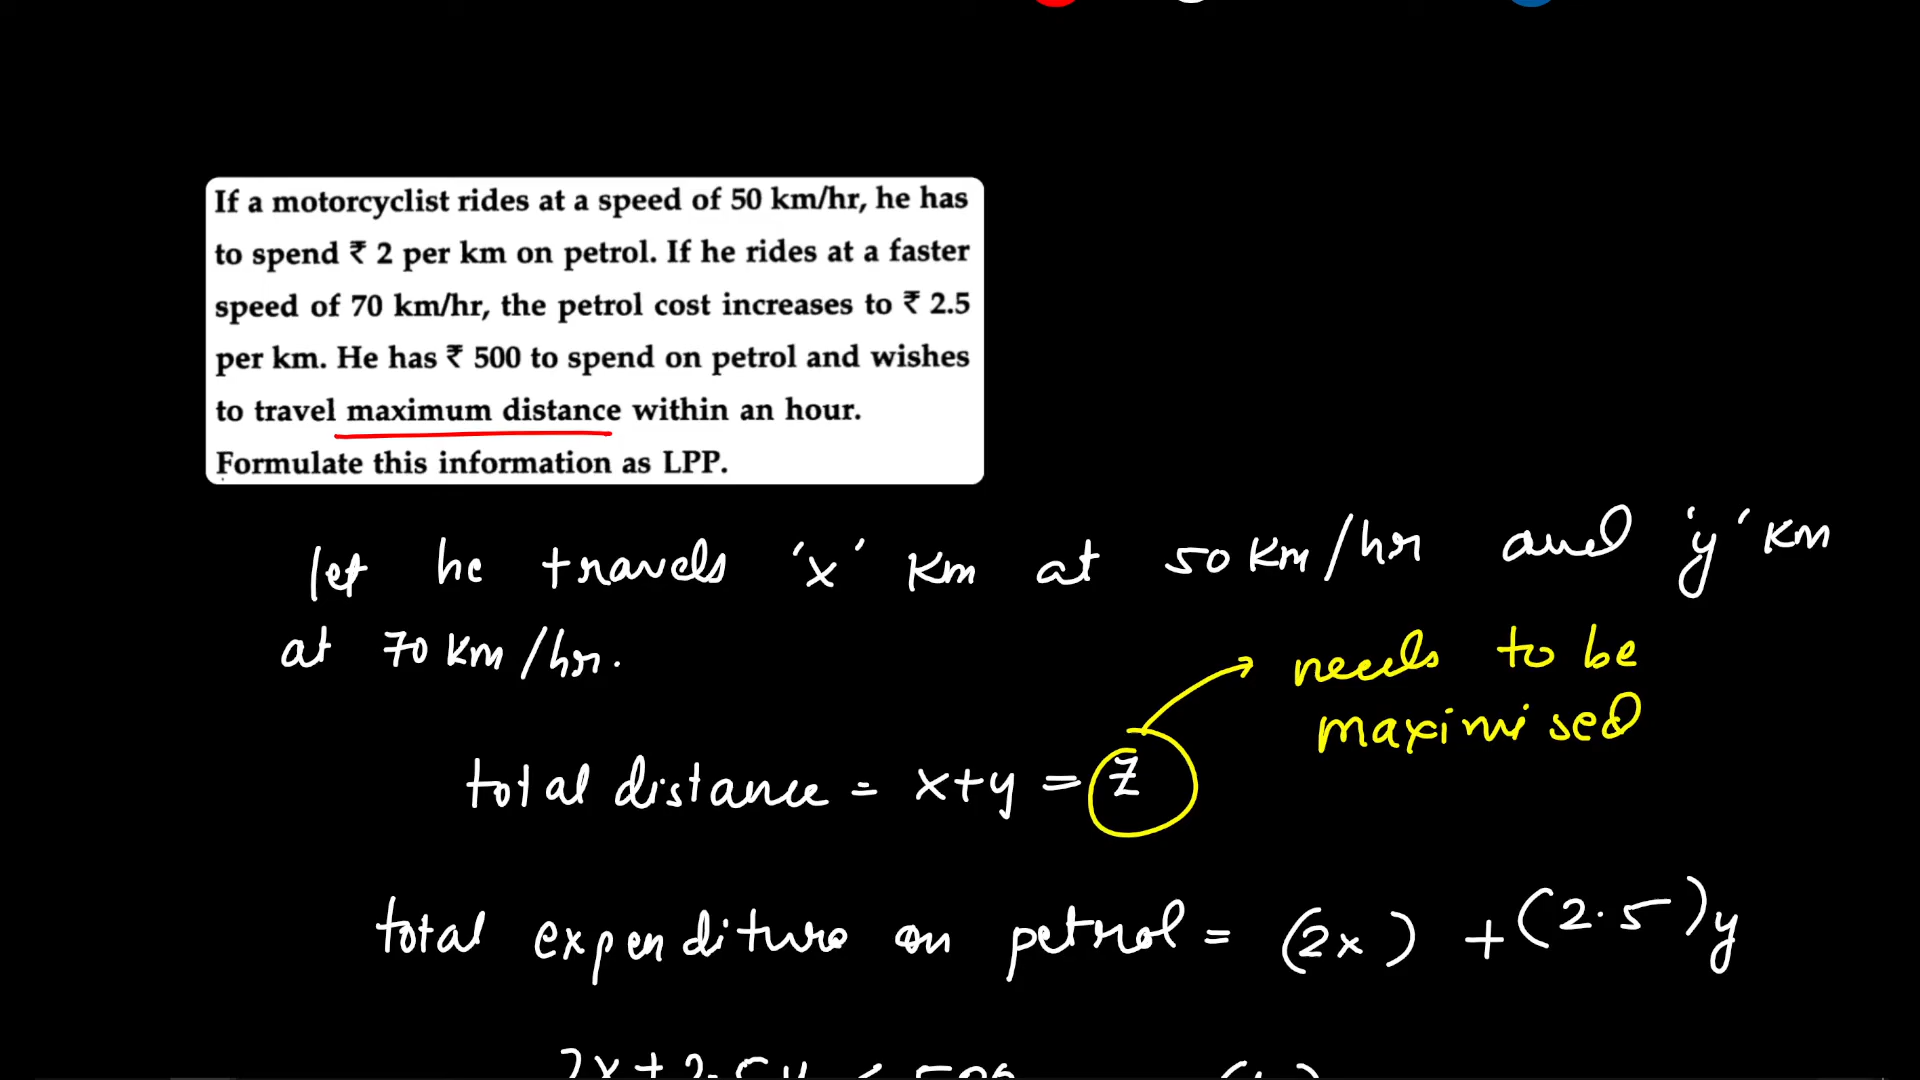 If a motorcyclist rides at a speed of 50 km/hr, he has
to spend ₹ 2 per km on petrol. If he rides at a faster
speed of 70 km/hr, the petrol cost increases to ₹ 2.5
per km. He has ₹ 500 to spend on petrol and wishes
to travel maximum distance within an hour.
Formulate this information as LPP.
let he travels 'x' Km at 50 Km/hr and 'y' Km
at 70 Km/hr.
needs to be
maximised
total distance = x+y = Z
total expenditure on petrol = (2x) + (2.5)y